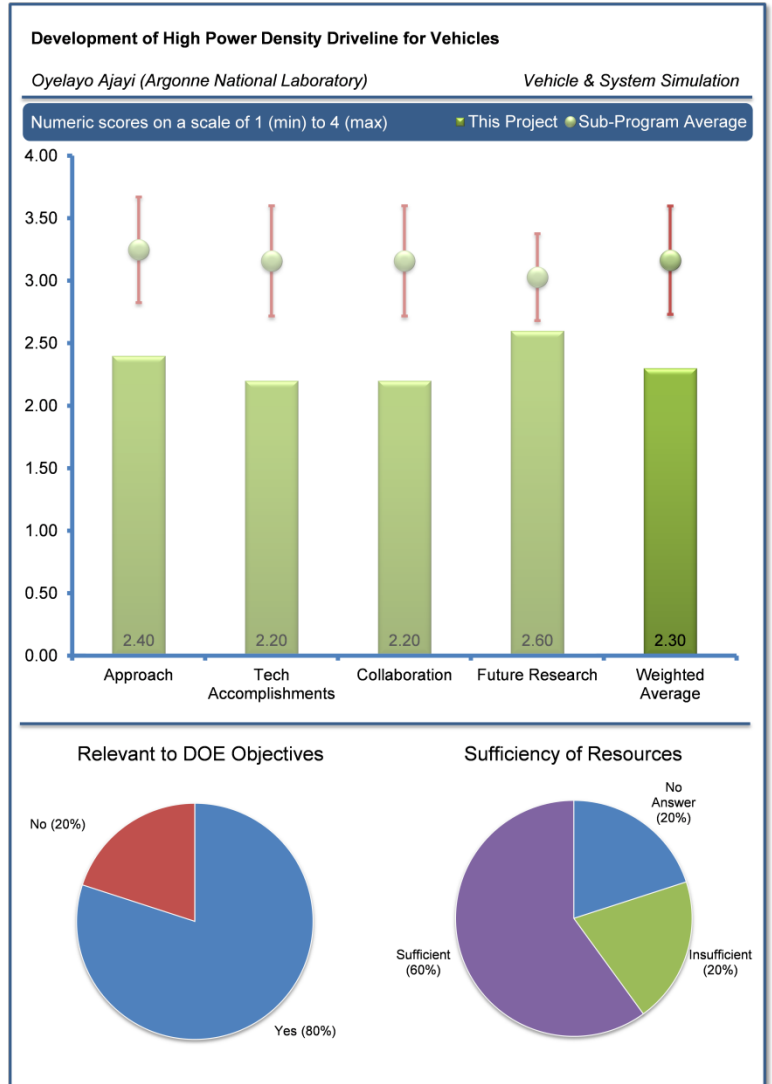 Development of High Power Density Driveline for Vehicles
Oyelayo Ajayi (Argonne National Laboratory) Vehicle & System Simulation
Numeric scores on a scale of 1 (min) to 4 (max) This Project Sub-Program Average
4.00
3.50
3.00
2.50
2.00
1.50
1.00
0.50
0.00
2.40 2.20 2.20 2.60 2.30
Approach Tech Collaboration Future Research Weighted
Accomplishments Average
Relevant to DOE Objectives
No (20%)
Yes (80%)
Sufficiency of Resources
No
Answer
(20%)
Sufficient
(60%)
Insufficient
(20%)